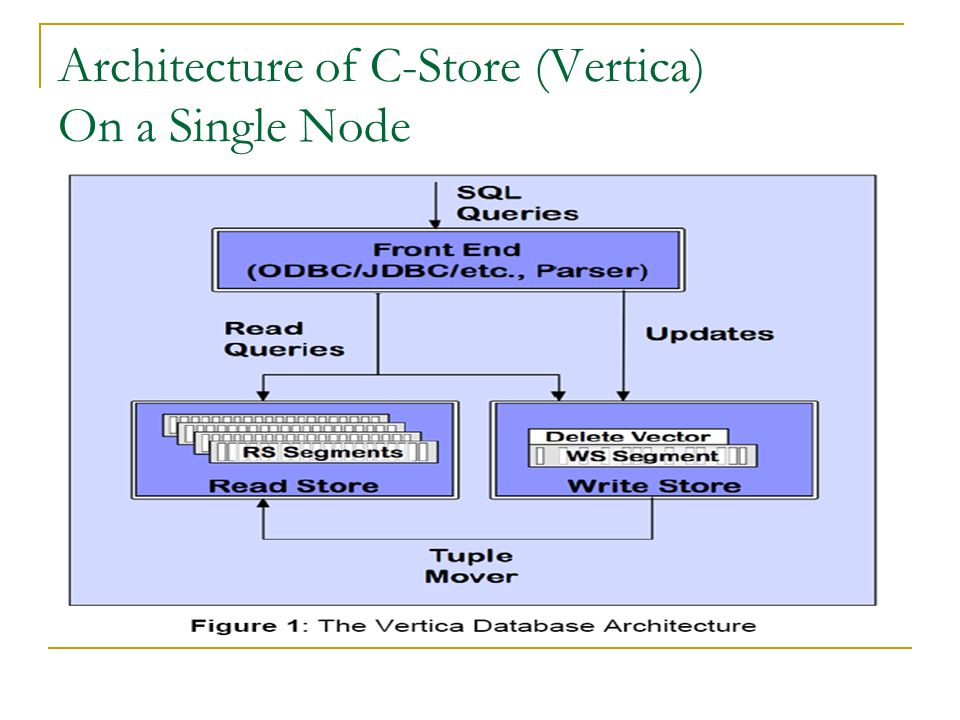 Architecture of C-Store (Vertica)
On a Single Node
SQL
Queries
Front End
(ODBC/JDBC/etc., Parser)
Read
Queries
Updates
RS Segments
Read Store
Delete Vector
WS Segment
Write Store
Tuple
Mover
Figure 1: The Vertica Database Architecture